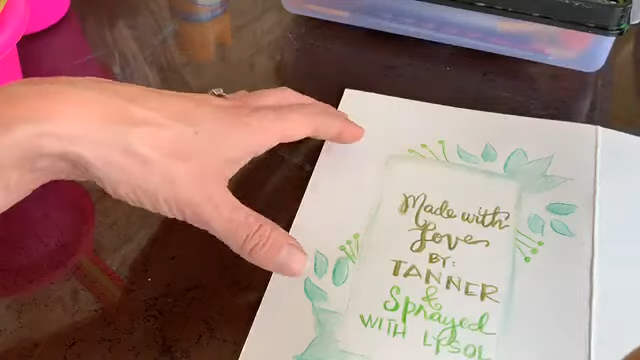 Made with
Love
BY:
TANNER
&
Sprayed
WITH LYSOL